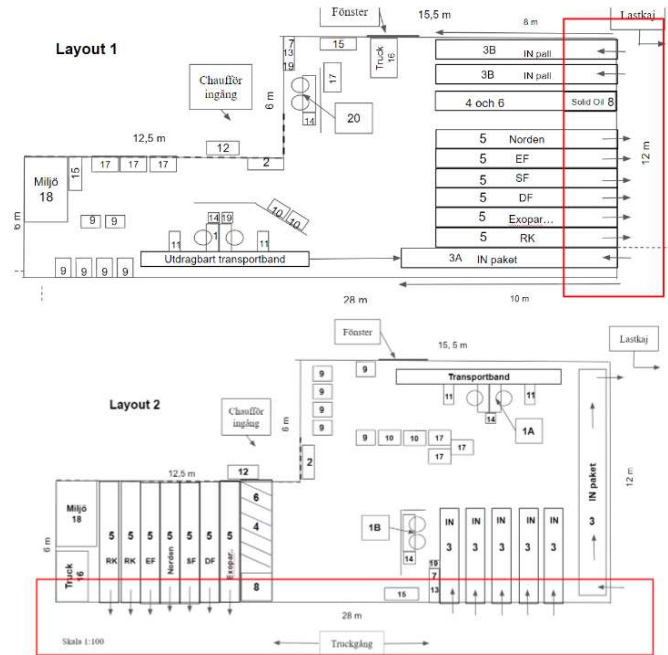 Fönster
15,5 m
8 m
Lastkaj
Layout 1
7
13
19
15
Truck
16
3B IN pall
3B IN pall
Chaufför
ingång
6 m
17
14
20
4 och 6
Solid Oil 8
12,5 m
12
2
5 Norden
5 EF
5 SF
5 DF
5 Exopar...
5 RK
12 m
Miljö
18
15
17
17
17
6 m
9
9
10
10
14
19
11
1
11
Utdragbart transportband
3A IN paket
9
9
9
9
28 m
10 m
Fönster
15, 5 m
Lastkaj
Layout 2
9
9
9
9
9
Transportband
11
11
14
1A
Chaufför
ingång
6 m
9
10
10
17
17
17
12,5 m
12
2
IN paket
3
12 m
Miljö
18
6 m
Truck
16
5
RK
5
RK
5
EF
5
Norden
5
SF
5
DF
5
Exopar..
6
4
8
1B
14
19
7
13
15
IN
3
IN
3
IN
3
IN
3
IN
3
28 m
Skala 1:100
Truckgång